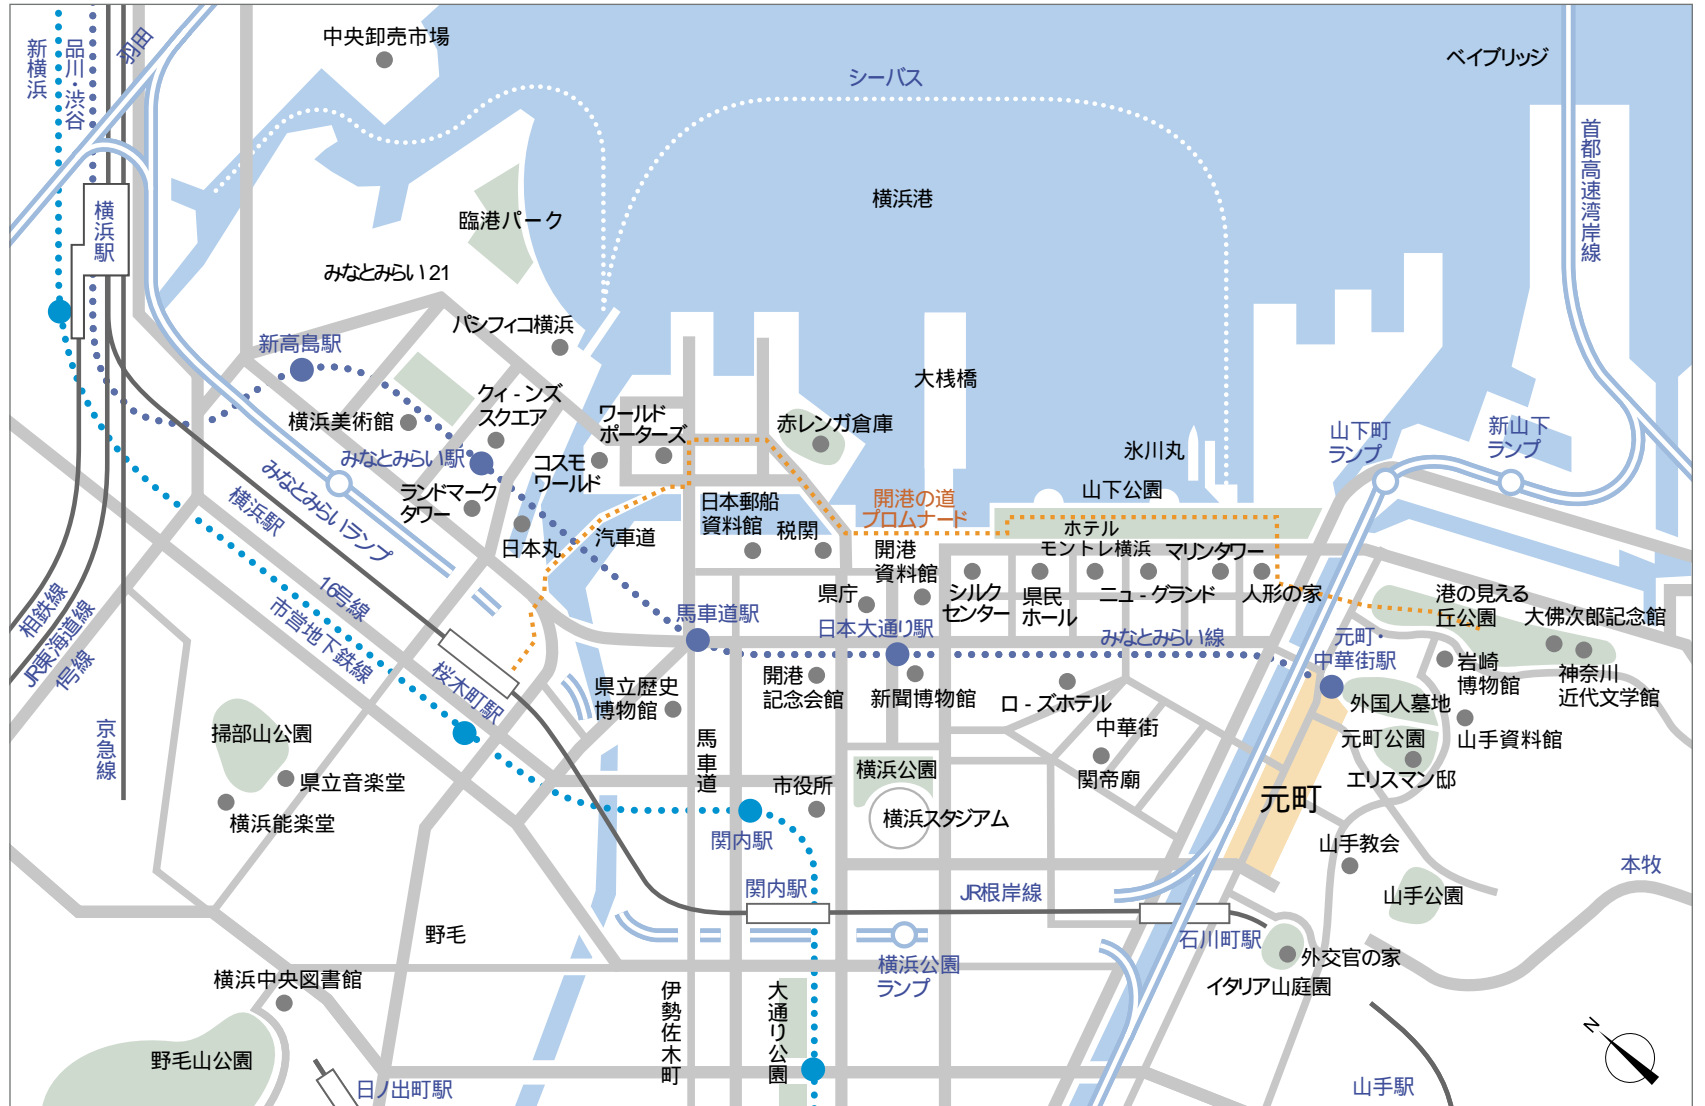 中央卸売市場
羽田
新横浜
品川・渋谷
シーバス
ベイブリッジ
首都高速湾岸線
横浜駅
臨港パーク
横浜港
みなとみらい21
パシフィコ横浜
新高島駅
クィ-ンズ
スクエア
大桟橋
横浜美術館
ワールド
ポーターズ
赤レンガ倉庫
山下町
ランプ
新山下
ランプ
みなとみらい駅
コスモ
ワールド
氷川丸
みなとみらいランプ
横浜駅
ランドマーク
タワー
日本郵船
資料館
税関
開港の道
プロムナード
山下公園
日本丸
汽車道
ホテル
モントレ横浜
マリンタワー
開港
資料館
シルク
センター
県民
ホール
ニュ-グランド
人形の家
港の見える
丘公園
大佛次郎記念館
16号線
市営地下鉄線
県庁
馬車道駅
日本大通り駅
みなとみらい線
元町・
中華街駅
相鉄線
JR東海道線
1号線
桜木町駅
県立歴史
博物館
開港
記念会館
新聞博物館
ロ-ズホテル
岩崎
博物館
神奈川
近代文学館
外国人墓地
京急線
掃部山公園
馬車道
中華街
元町公園
山手資料館
県立音楽堂
横浜公園
市役所
関帝廟
エリスマン邸
元町
横浜能楽堂
横浜スタジアム
関内駅
山手教会
関内駅
JR根岸線
本牧
山手公園
野毛
石川町駅
横浜公園
ランプ
外交官の家
イタリア山庭園
横浜中央図書館
伊勢佐木町
大通り公園
野毛山公園
日ノ出町駅
山手駅
N